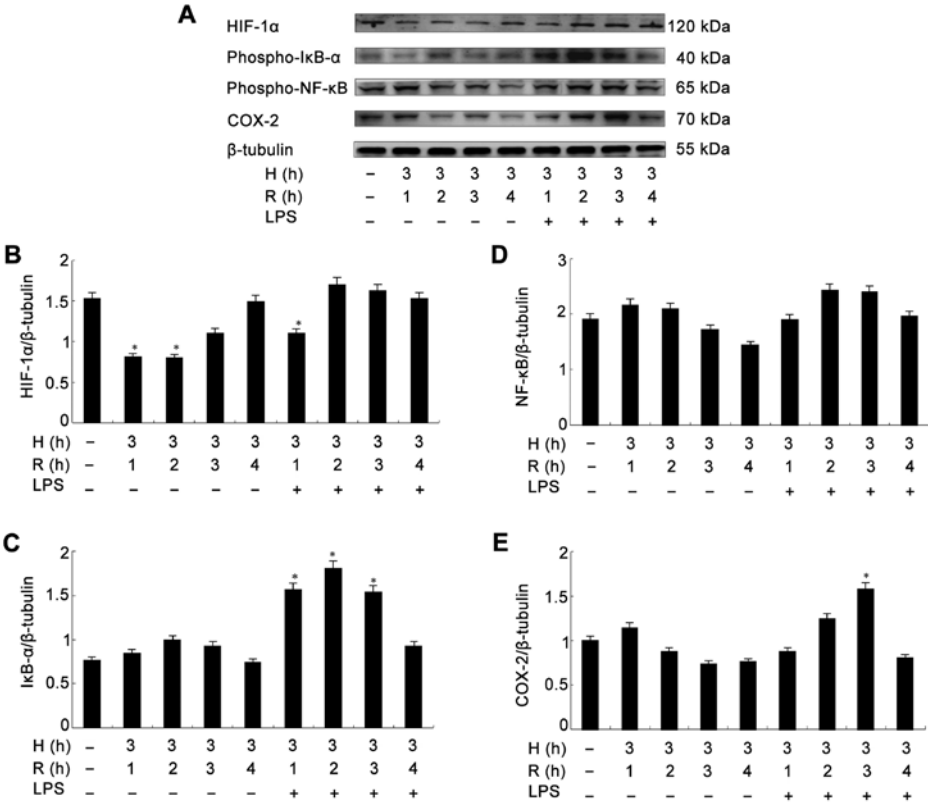 A
HIF-1α 120 kDa
Phospho-IκB-α 40 kDa
Phospho-NF-κB 65 kDa
COX-2 70 kDa
β-tubulin 55 kDa
H (h) – 3 3 3 3 3 3 3 3
R (h) – 1 2 3 4 1 2 3 4
LPS – – – – – + + + +
B
HIF-1α/β-tubulin
2
1.5
1
0.5
0
* * *
H (h) – 3 3 3 3 3 3 3 3
R (h) – 1 2 3 4 1 2 3 4
LPS – – – – – + + + +
D
NF-κB/β-tubulin
3
2
1
0
H (h) – 3 3 3 3 3 3 3 3
R (h) – 1 2 3 4 1 2 3 4
LPS – – – – – + + + +
C
IκB-α/β-tubulin
2
1.5
1
0.5
0
* * *
H (h) – 3 3 3 3 3 3 3 3
R (h) – 1 2 3 4 1 2 3 4
LPS – – – – – + + + +
E
COX-2/β-tubulin
2
1.5
1
0.5
0
*
H (h) – 3 3 3 3 3 3 3 3
R (h) – 1 2 3 4 1 2 3 4
LPS – – – – – + + + +